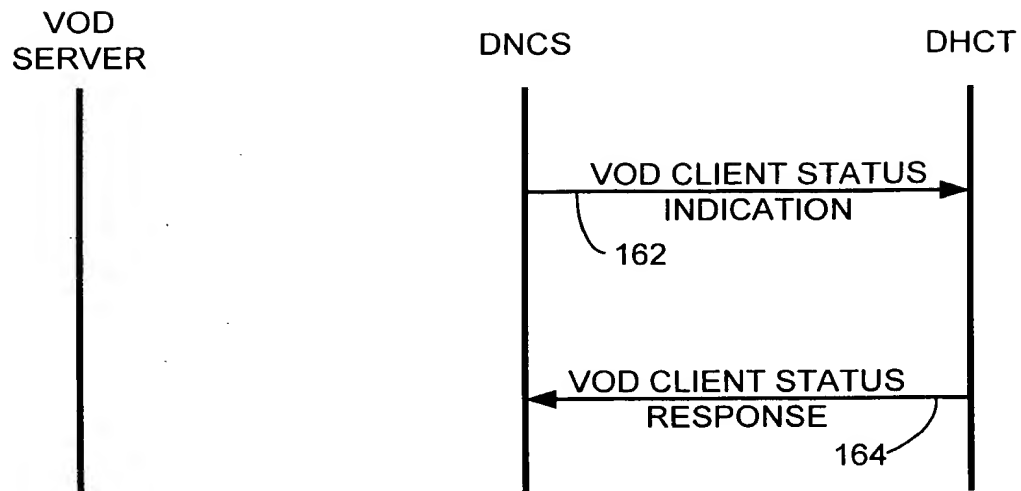 VOD
SERVER
DNCS
DHCT
VOD CLIENT STATUS
INDICATION
162
VOD CLIENT STATUS
RESPONSE
164